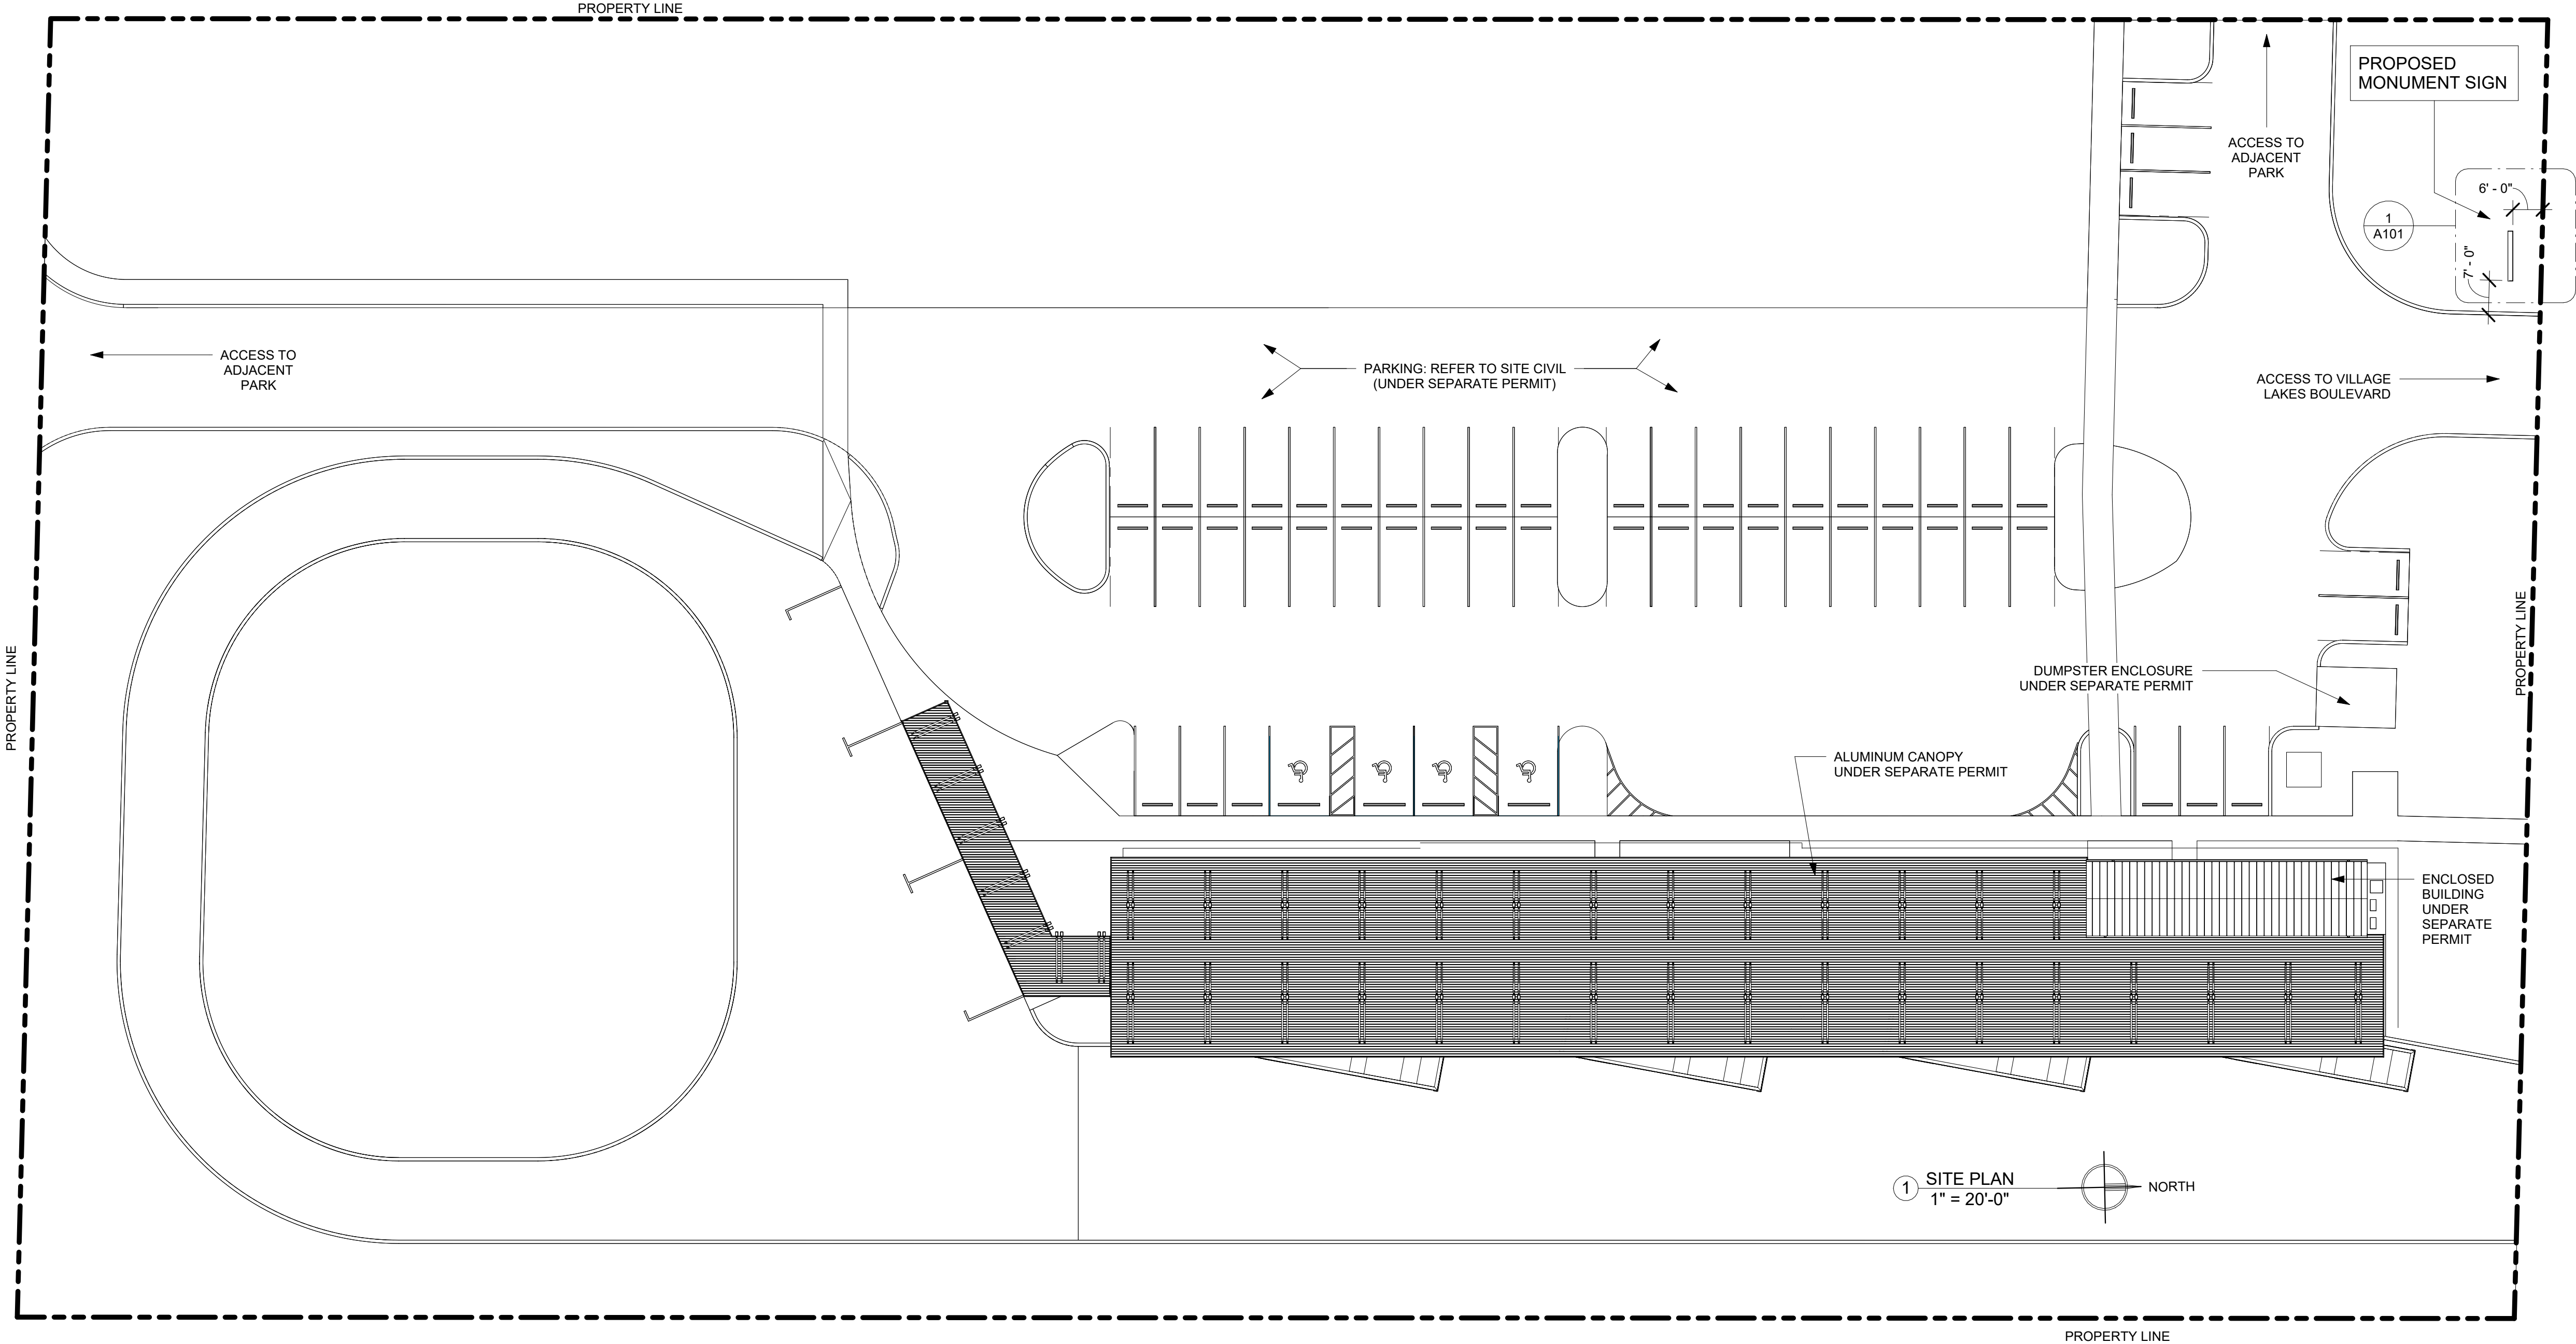 PROPERTY LINE
PROPOSED
MONUMENT SIGN
ACCESS TO
ADJACENT
PARK
6' - 0"
1
A101
7' - 0"
ACCESS TO
ADJACENT
PARK
PARKING: REFER TO SITE CIVIL
(UNDER SEPARATE PERMIT)
ACCESS TO VILLAGE
LAKES BOULEVARD
PROPERTY LINE
PROPERTY LINE
DUMPSTER ENCLOSURE
UNDER SEPARATE PERMIT
ALUMINUM CANOPY
UNDER SEPARATE PERMIT
ENCLOSED
BUILDING
UNDER
SEPARATE
PERMIT
1
SITE PLAN
1" = 20'-0"
NORTH
PROPERTY LINE